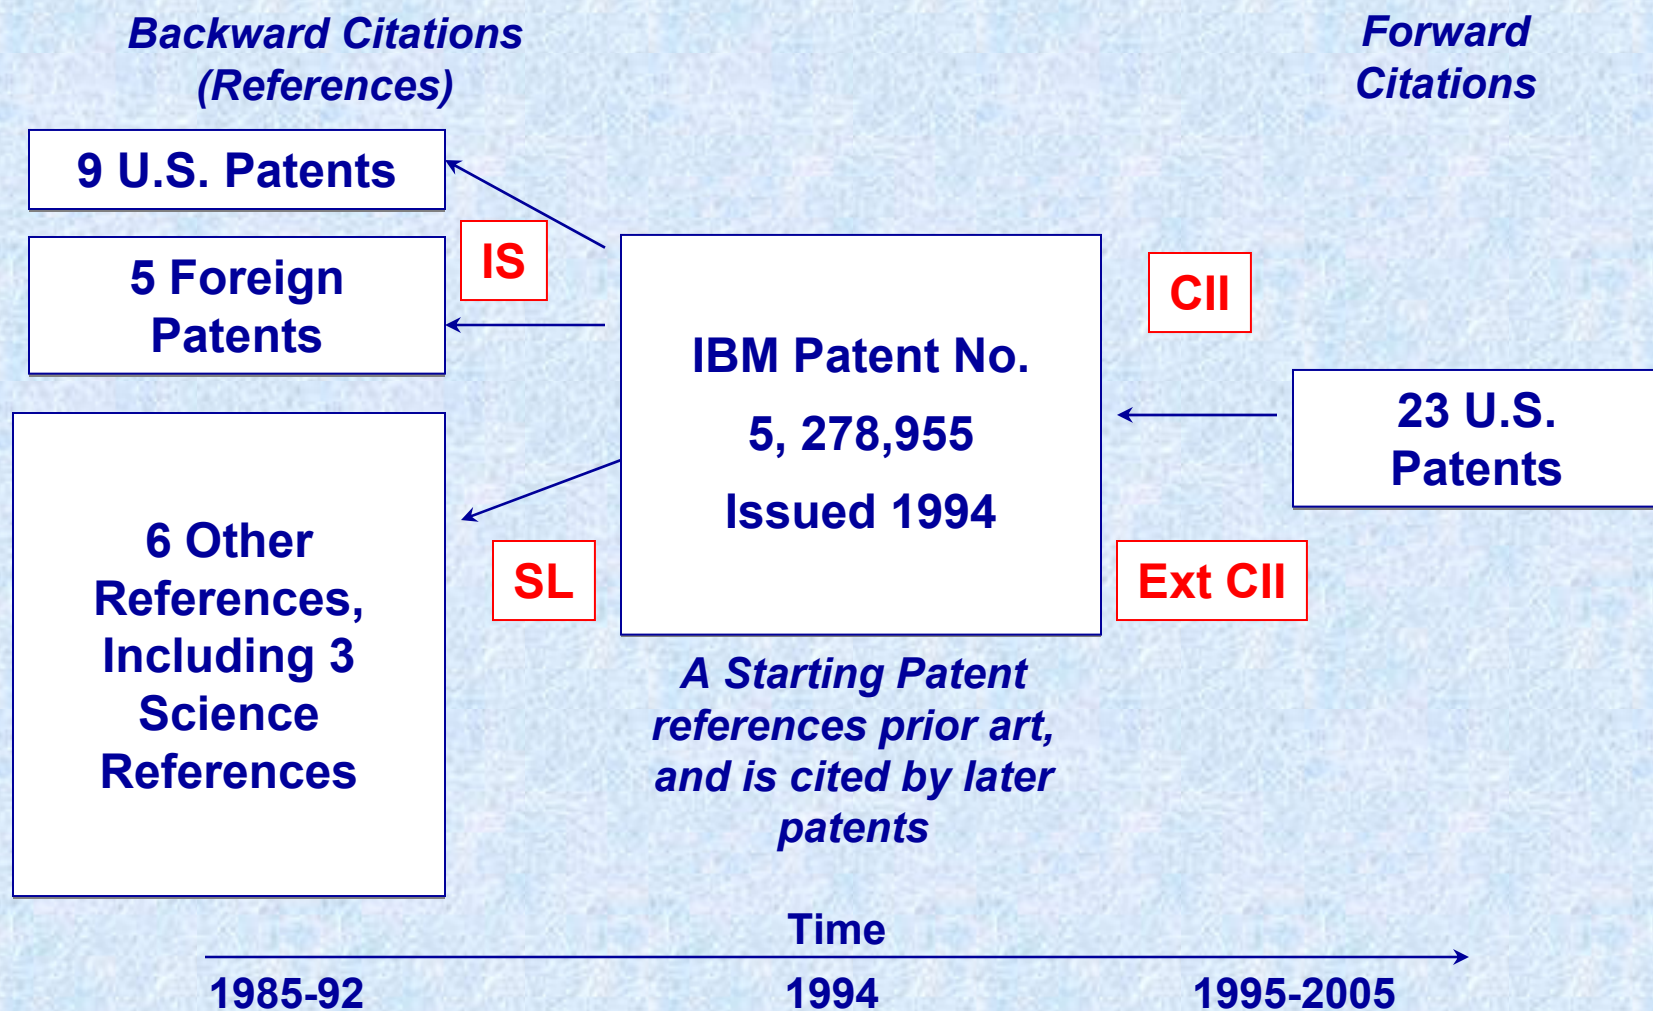 Backward Citations
(References)
Forward
Citations
9 U.S. Patents
5 Foreign
Patents
6 Other
References,
Including 3
Science
References
IS
SL
IBM Patent No.
5, 278,955
Issued 1994
A Starting Patent
references prior art,
and is cited by later
patents
CII
Ext CII
23 U.S.
Patents
Time
1985-92
1994
1995-2005